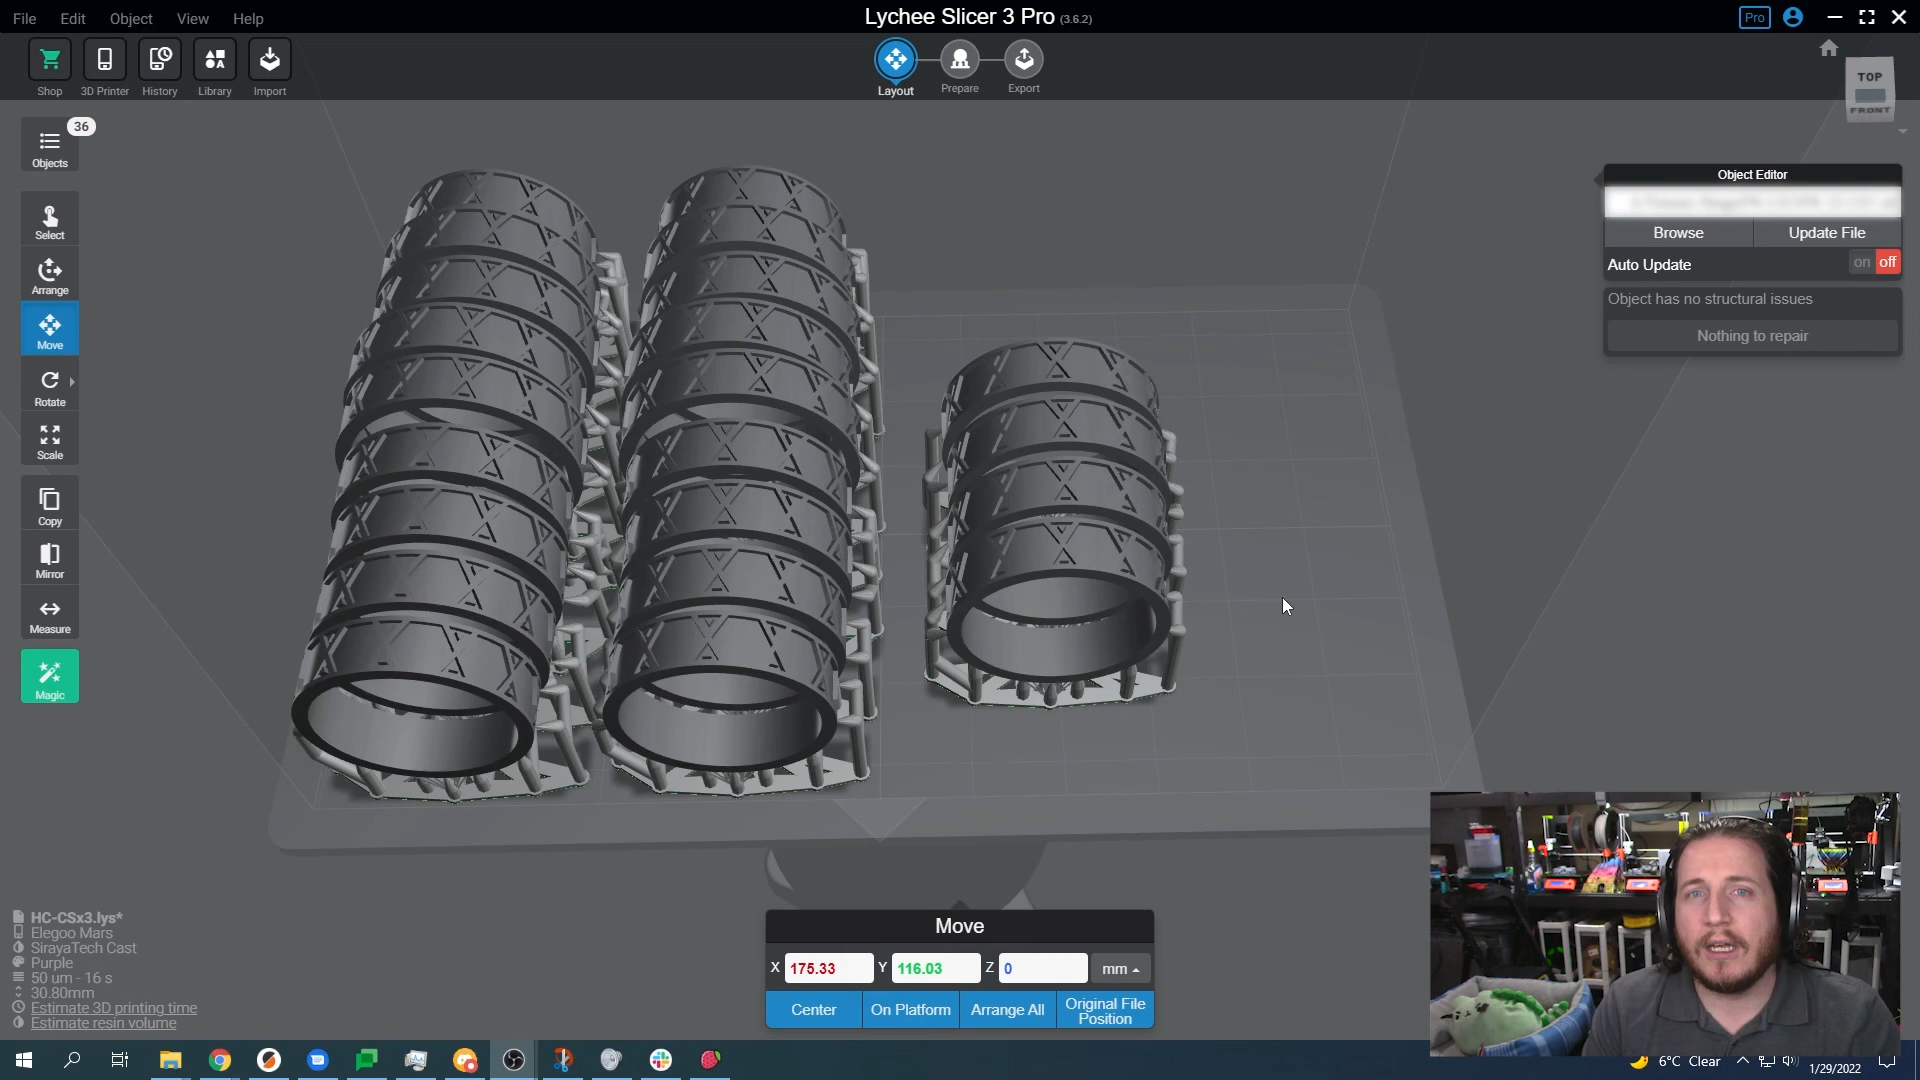 File Edit Object View Help
Lychee Slicer 3 Pro (3.6.2)
Pro
Shop 3D Printer History Library Import
Layout Prepare Export
TOP
FRONT
36
Objects
Select
Arrange
Move
Rotate
Scale
Copy
Mirror
Measure
Magic
Object Editor
Browse Update File
Auto Update on off
Object has no structural issues
Nothing to repair
HC-CSx3.lys*
Elegoo Mars
SirayaTech Cast
Purple
50 um - 16 s
30.80mm
Estimate 3D printing time
Estimate resin volume
Move
X 175.33 Y 116.03 Z 0 mm
Center On Platform Arrange All Original File
Position
6°C Clear
1/29/2022